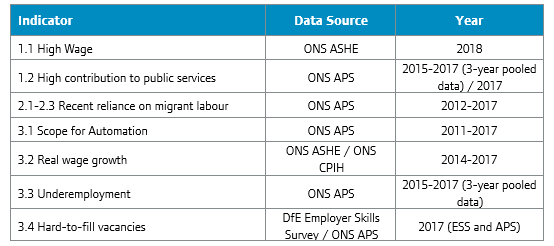 Indicator Data Source Year
1.1 High Wage ONS ASHE 2018
1.2 High contribution to public services ONS APS 2015-2017 (3-year pooled
data) / 2017
2.1-2.3 Recent reliance on migrant labour ONS APS 2012-2017
3.1 Scope for Automation ONS APS 2011-2017
3.2 Real wage growth ONS ASHE / ONS
CPIH 2014-2017
3.3 Underemployment ONS APS 2015-2017 (3-year pooled
data)
3.4 Hard-to-fill vacancies DfE Employer Skills
Survey / ONS APS 2017 (ESS and APS)